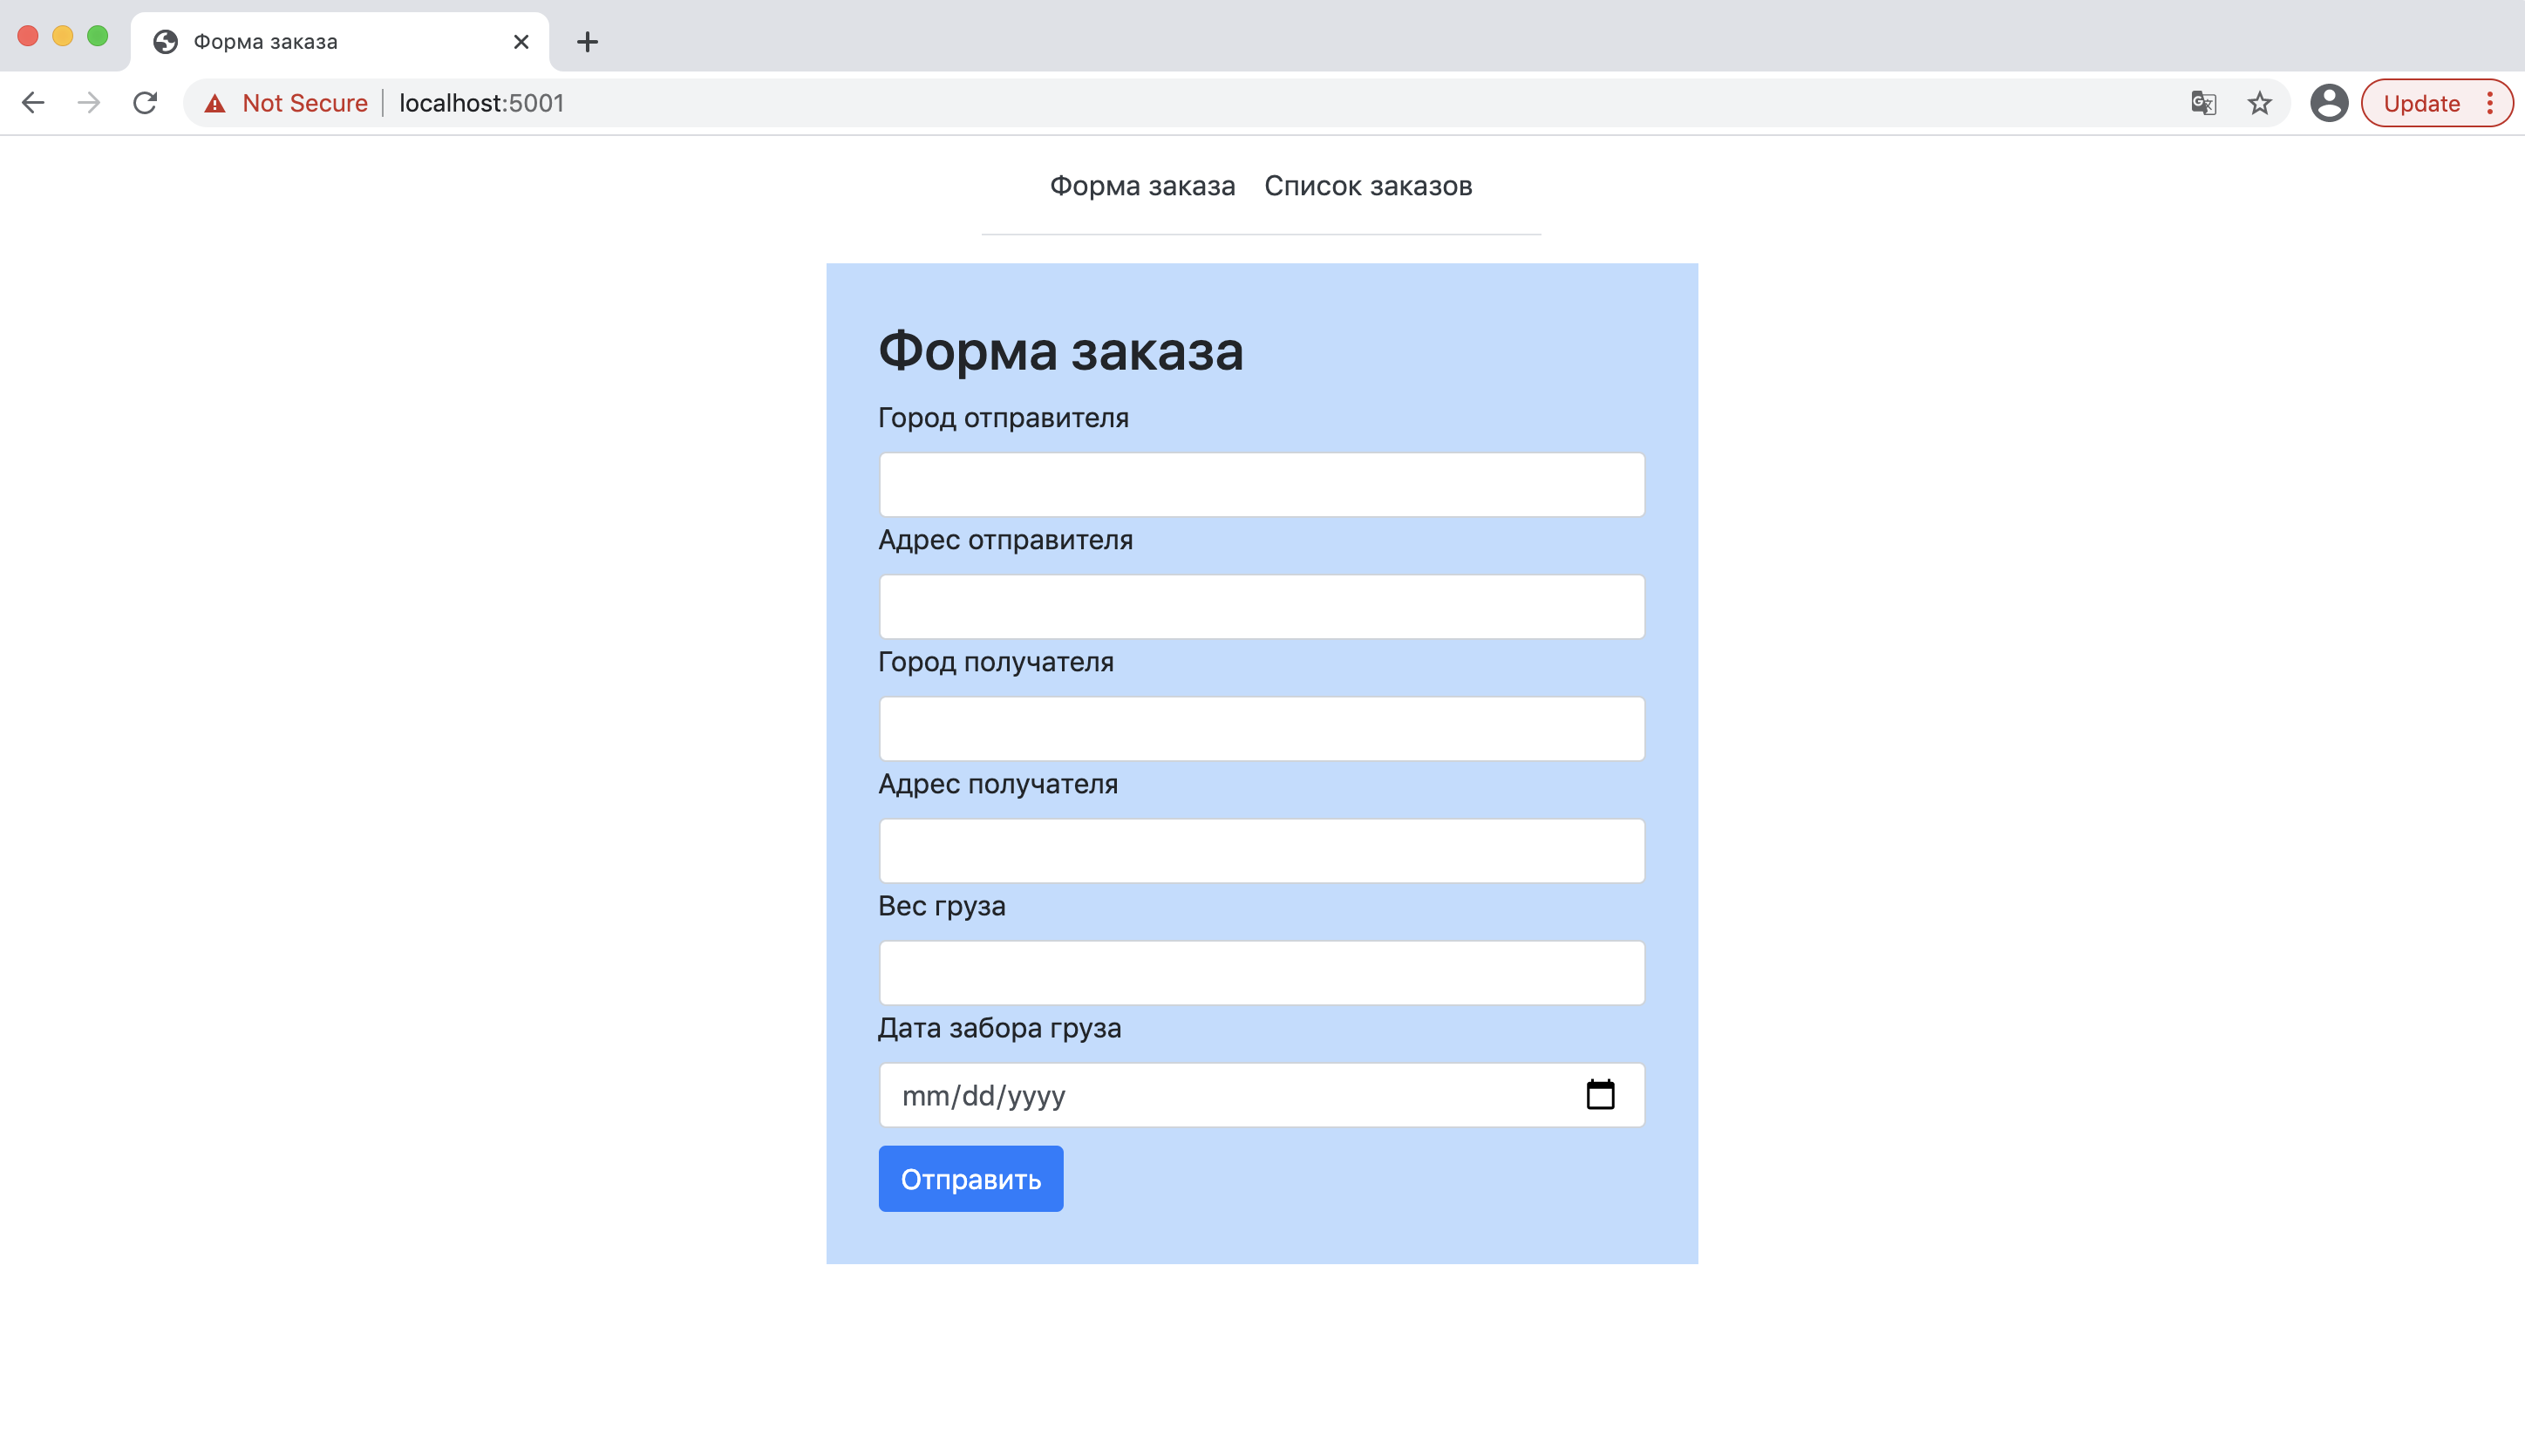 Форма заказа
Not Secure localhost:5001
Update
Форма заказа Список заказов
Форма заказа
Город отправителя
Адрес отправителя
Город получателя
Адрес получателя
Вес груза
Дата забора груза
mm/dd/yyyy
Отправить